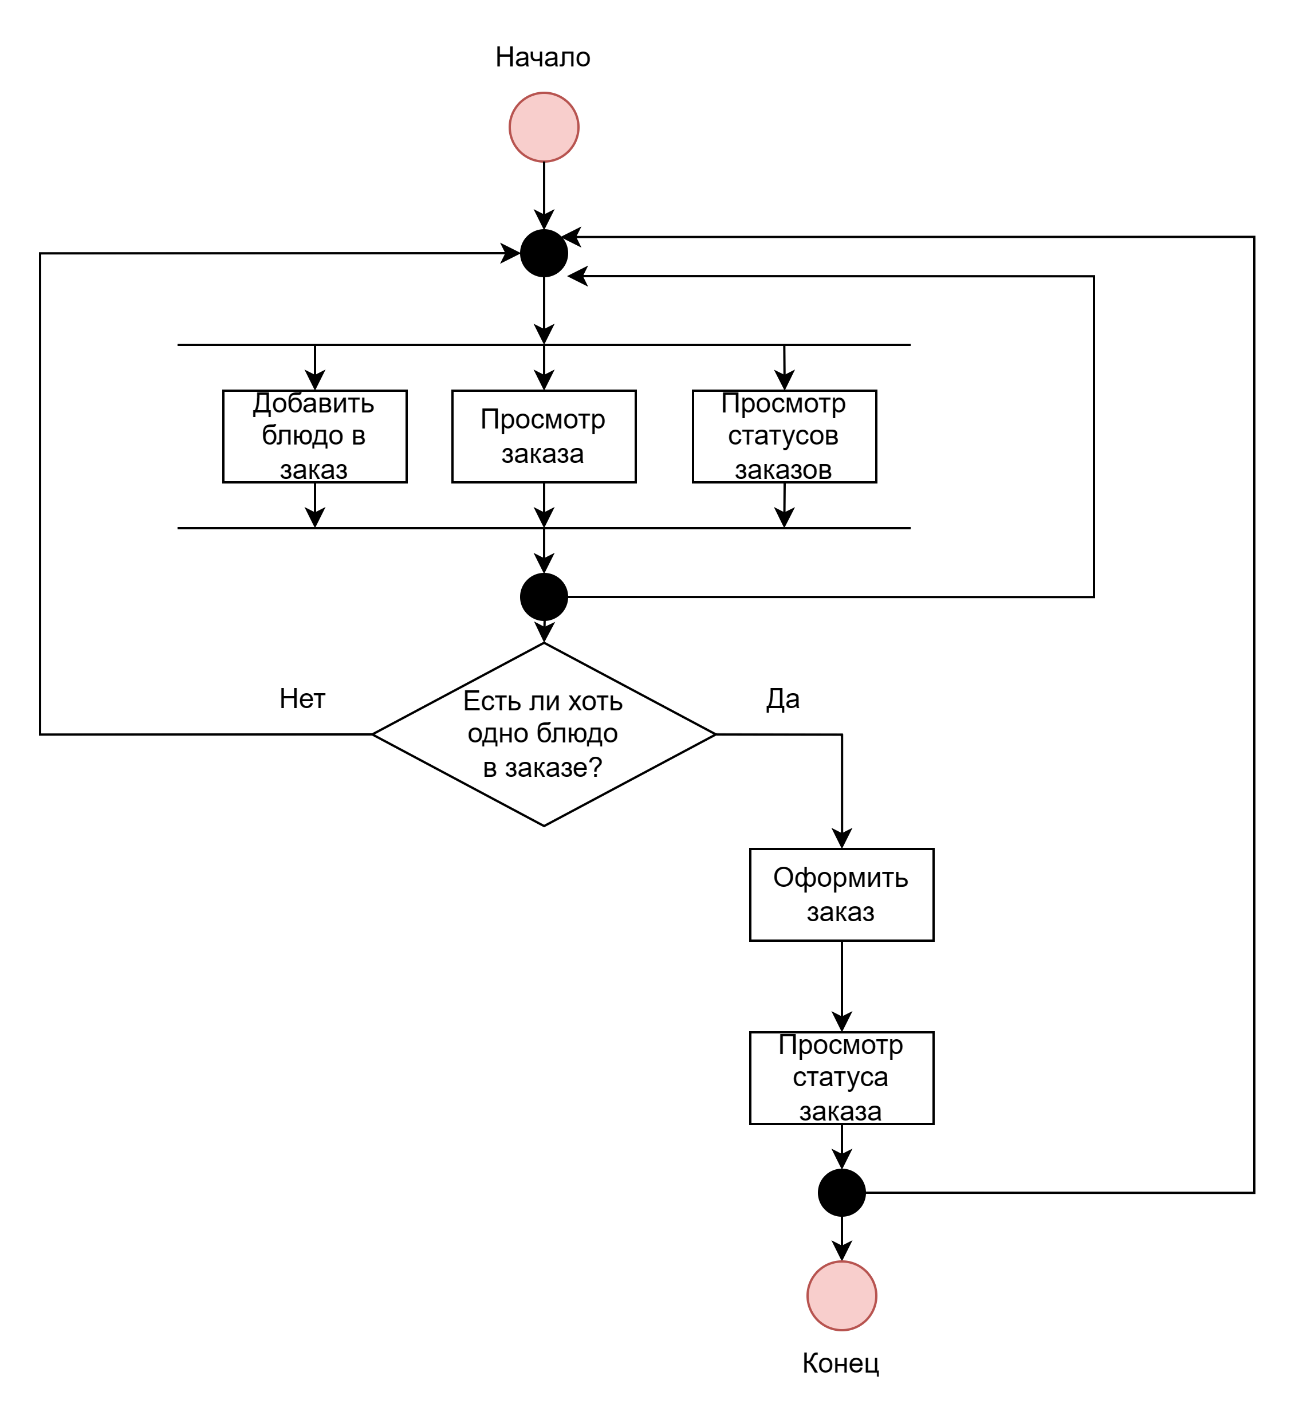 Начало
Добавить
блюдо в
заказ
Просмотр
заказа
Просмотр
статусов
заказов
Нет
Есть ли хоть
одно блюдо
в заказе?
Да
Оформить
заказ
Просмотр
статуса
заказа
Конец